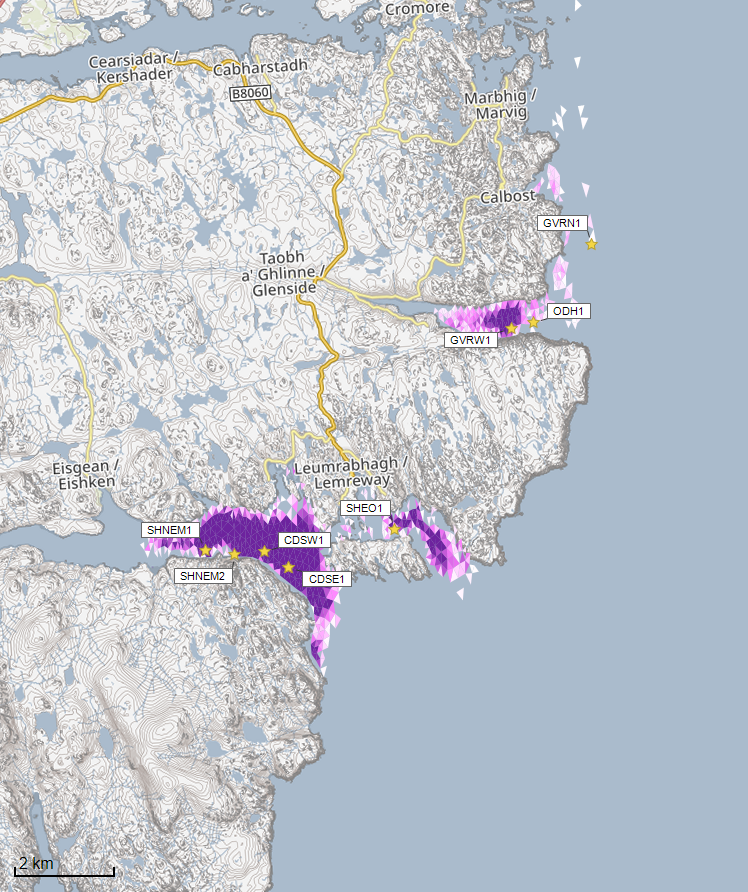 Cromore
Cearsiadar /
Kershader
Cabharstadh
B8060
Marbhig /
Marvig
Calbost
GVRN1
Taobh
a' Ghlinne /
Glenside
ODH1
GVRW1
Eisgean /
Eishken
Leumrabhagh /
Lemreway
SHEO1
SHNEM1
CDSW1
SHNEM2
CDSE1
2 km